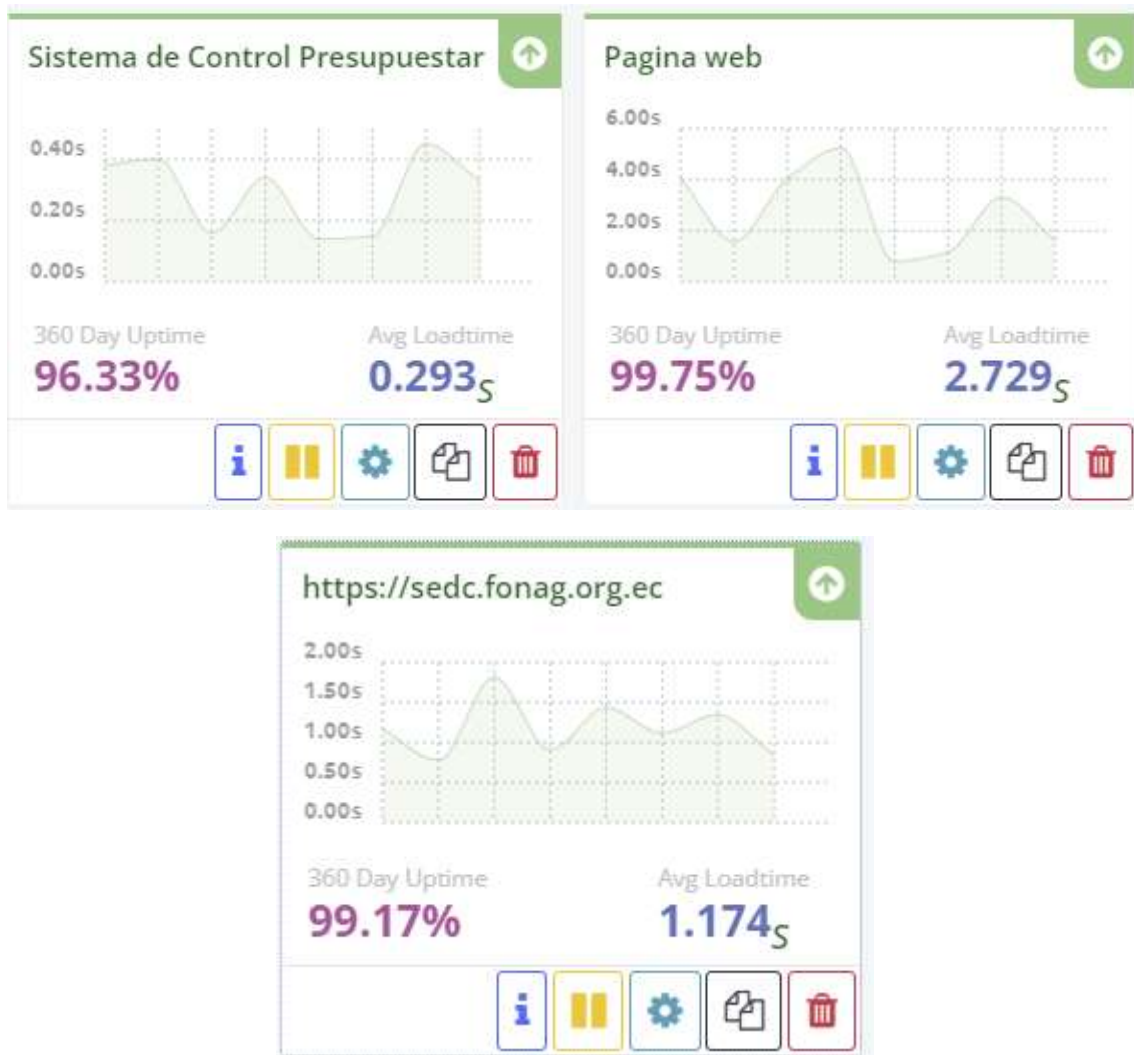 Sistema de Control Presupuestar
0.40s
0.20s
0.00s
360 Day Uptime
Avg Loadtime
96.33%
0.293s
Pagina web
6.00s
4.00s
2.00s
0.00s
360 Day Uptime
Avg Loadtime
99.75%
2.729s
https://sedc.fonag.org.ec
2.00s
1.50s
1.00s
0.50s
0.00s
360 Day Uptime
Avg Loadtime
99.17%
1.174s